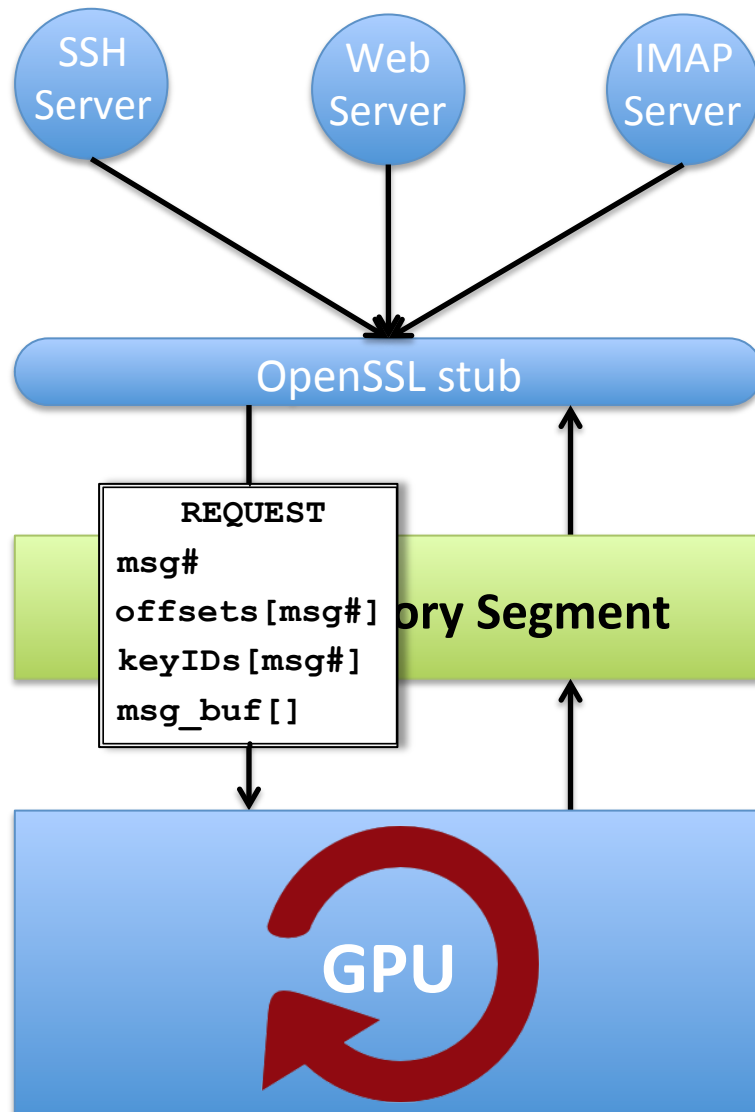 SSH
Server
Web
Server
IMAP
Server
OpenSSL stub
REQUEST
msg#
offsets[msg#]
keyIDs[msg#]
msg_buf[]
ory Segment
GPU